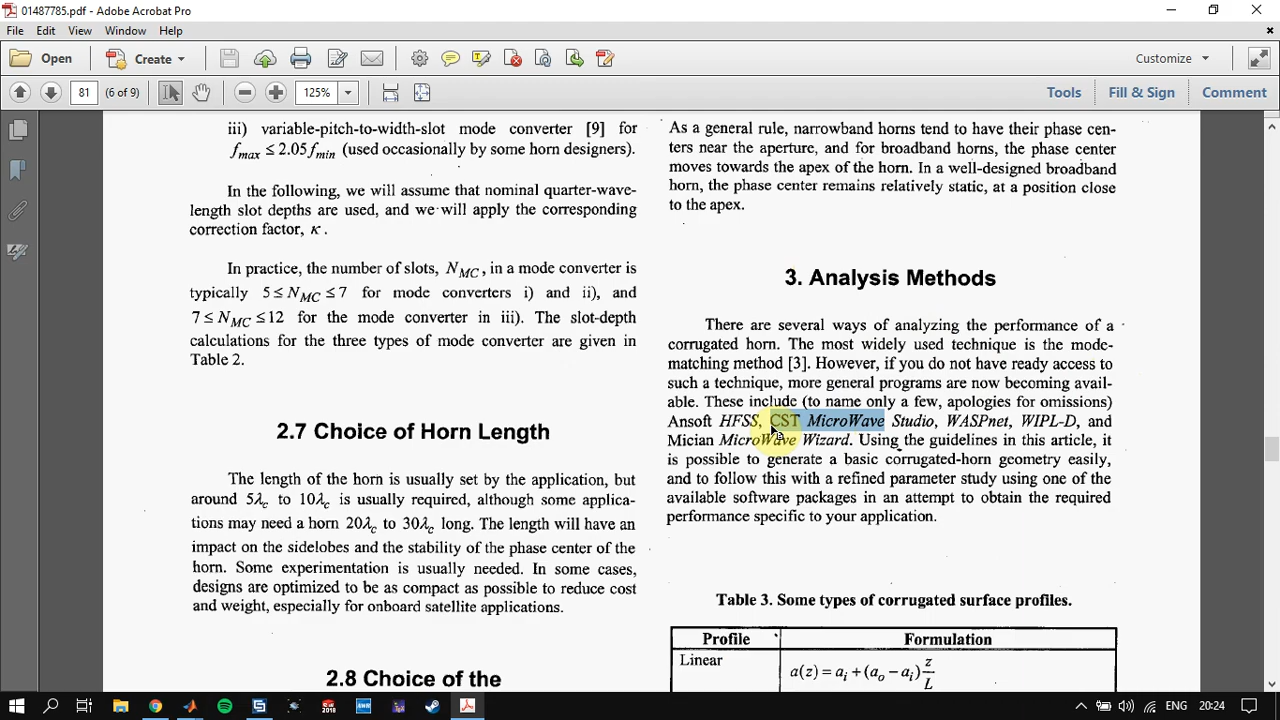 01487785.pdf - Adobe Acrobat Pro
File Edit View Window Help
Open Create Customize
81 (6 of 9) 125% Tools Fill & Sign Comment
iii) variable-pitch-to-width-slot mode converter [9] for
f_max ≤ 2.05 f_min (used occasionally by some horn designers).
In the following, we will assume that nominal quarter-wave-
length slot depths are used, and we will apply the corresponding
correction factor, κ.
In practice, the number of slots, N_MC, in a mode converter is
typically 5 ≤ N_MC ≤ 7 for mode converters i) and ii), and
7 ≤ N_MC ≤ 12 for the mode converter in iii). The slot-depth
calculations for the three types of mode converter are given in
Table 2.
2.7 Choice of Horn Length
The length of the horn is usually set by the application, but
around 5λ_c to 10λ_c is usually required, although some applica-
tions may need a horn 20λ_c to 30λ_c long. The length will have an
impact on the sidelobes and the stability of the phase center of the
horn. Some experimentation is usually needed. In some cases,
designs are optimized to be as compact as possible to reduce cost
and weight, especially for onboard satellite applications.
2.8 Choice of the
As a general rule, narrowband horns tend to have their phase cen-
ters near the aperture, and for broadband horns, the phase center
moves towards the apex of the horn. In a well-designed broadband
horn, the phase center remains relatively static, at a position close
to the apex.
3. Analysis Methods
There are several ways of analyzing the performance of a
corrugated horn. The most widely used technique is the mode-
matching method [3]. However, if you do not have ready access to
such a technique, more general programs are now becoming avail-
able. These include (to name only a few, apologies for omissions)
Ansoft HFSS, CST MicroWave Studio, WASPnet, WIPL-D, and
Mician MicroWave Wizard. Using the guidelines in this article, it
is possible to generate a basic corrugated-horn geometry easily,
and to follow this with a refined parameter study using one of the
available software packages in an attempt to obtain the required
performance specific to your application.
Table 3. Some types of corrugated surface profiles.
Profile Formulation
Linear a(z) = a_i + (a_o − a_i) z/L
ENG 20:24